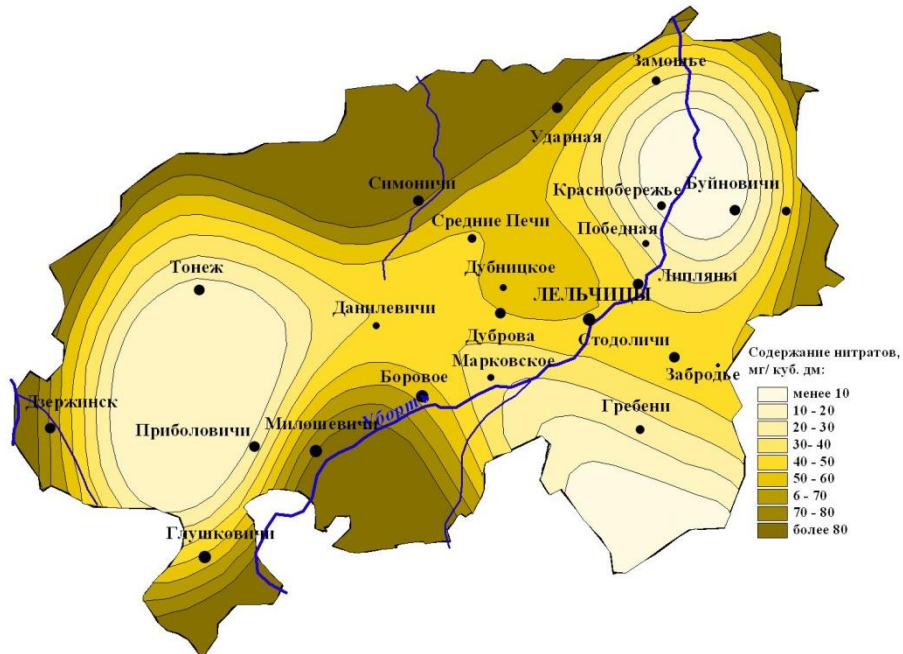 Замошье
Ударная
Симоничи
Краснобережье
Буйновичи
Средние Печи
Победная
Тонеж
Дубницкое
ЛЕЛЬЧИЦЫ
Липляны
Данилевичи
Дуброва
Стодоличи
Марковское
Забродье
Боровое
Уборть
Гребени
Дзержинск
Приболовичи
Милошевичи
Глушковичи
Содержание нитратов,
мг/ куб. дм:
менее 10
10 - 20
20 - 30
30- 40
40 - 50
50 - 60
6 - 70
70 - 80
более 80